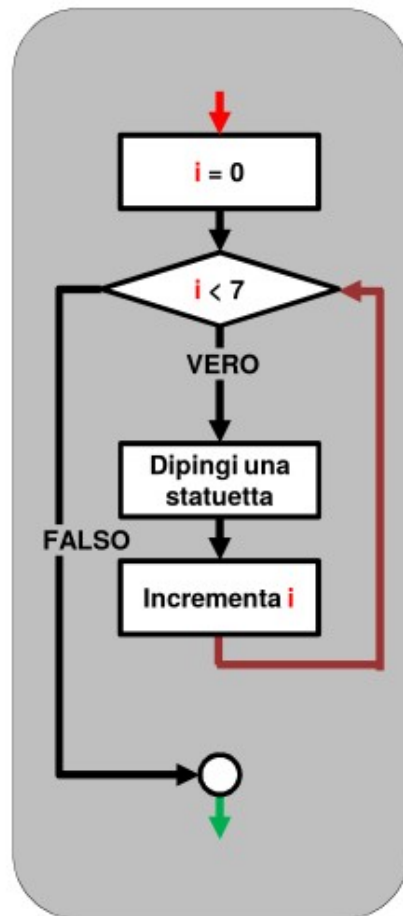 i = 0
i < 7
VERO
Dipingi una
statuetta
FALSO
Incrementa i